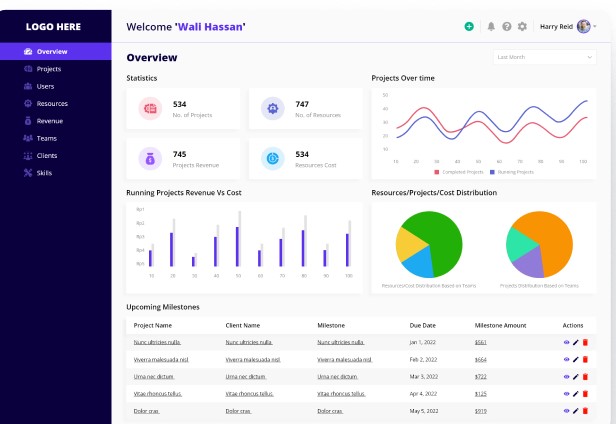 LOGO HERE
Welcome 'Wali Hassan'
Harry Reid
Overview
Projects
Users
Resources
Revenue
Teams
Clients
Skills
Overview
Last Month
Statistics
534
No. of Projects
747
No. of Resources
745
Projects Revenue
534
Resources Cost
Projects Over time
50
40
30
20
10
10 20 30 40 50 60 70 80 90 100
Completed Projects Running Projects
Running Projects Revenue Vs Cost
Rp1
Rp2
Rp3
Rp4
Rp5
10 20 30 40 50 60 70 80 90 100
Resources/Projects/Cost Distribution
Resources/Cost Distribution Based on Teams
Projects Distribution Based on Teams
Upcoming Milestones
Project Name Client Name Milestone Due Date Milestone Amount Actions
Nunc ultricies nulla. Nunc ultricies nulla. Nunc ultricies nulla. Jan 1, 2022 $561
Viverra malesuada nisl. Viverra malesuada nisl. Viverra malesuada nisl. Feb 2, 2022 $664
Urna nec dictum. Urna nec dictum. Urna nec dictum. Mar 3, 2022 $722
Vitae rhoncus tellus. Vitae rhoncus tellus. Vitae rhoncus tellus. Apr 4, 2022 $125
Dolor cras. Dolor cras. Dolor cras. May 5, 2022 $919